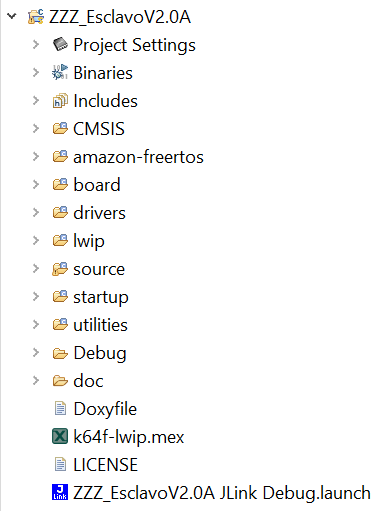 ZZZ_EsclavoV2.0A
Project Settings
Binaries
Includes
CMSIS
amazon-freertos
board
drivers
lwip
source
startup
utilities
Debug
doc
Doxyfile
k64f-lwip.mex
LICENSE
J Link ZZZ_EsclavoV2.0A JLink Debug.launch